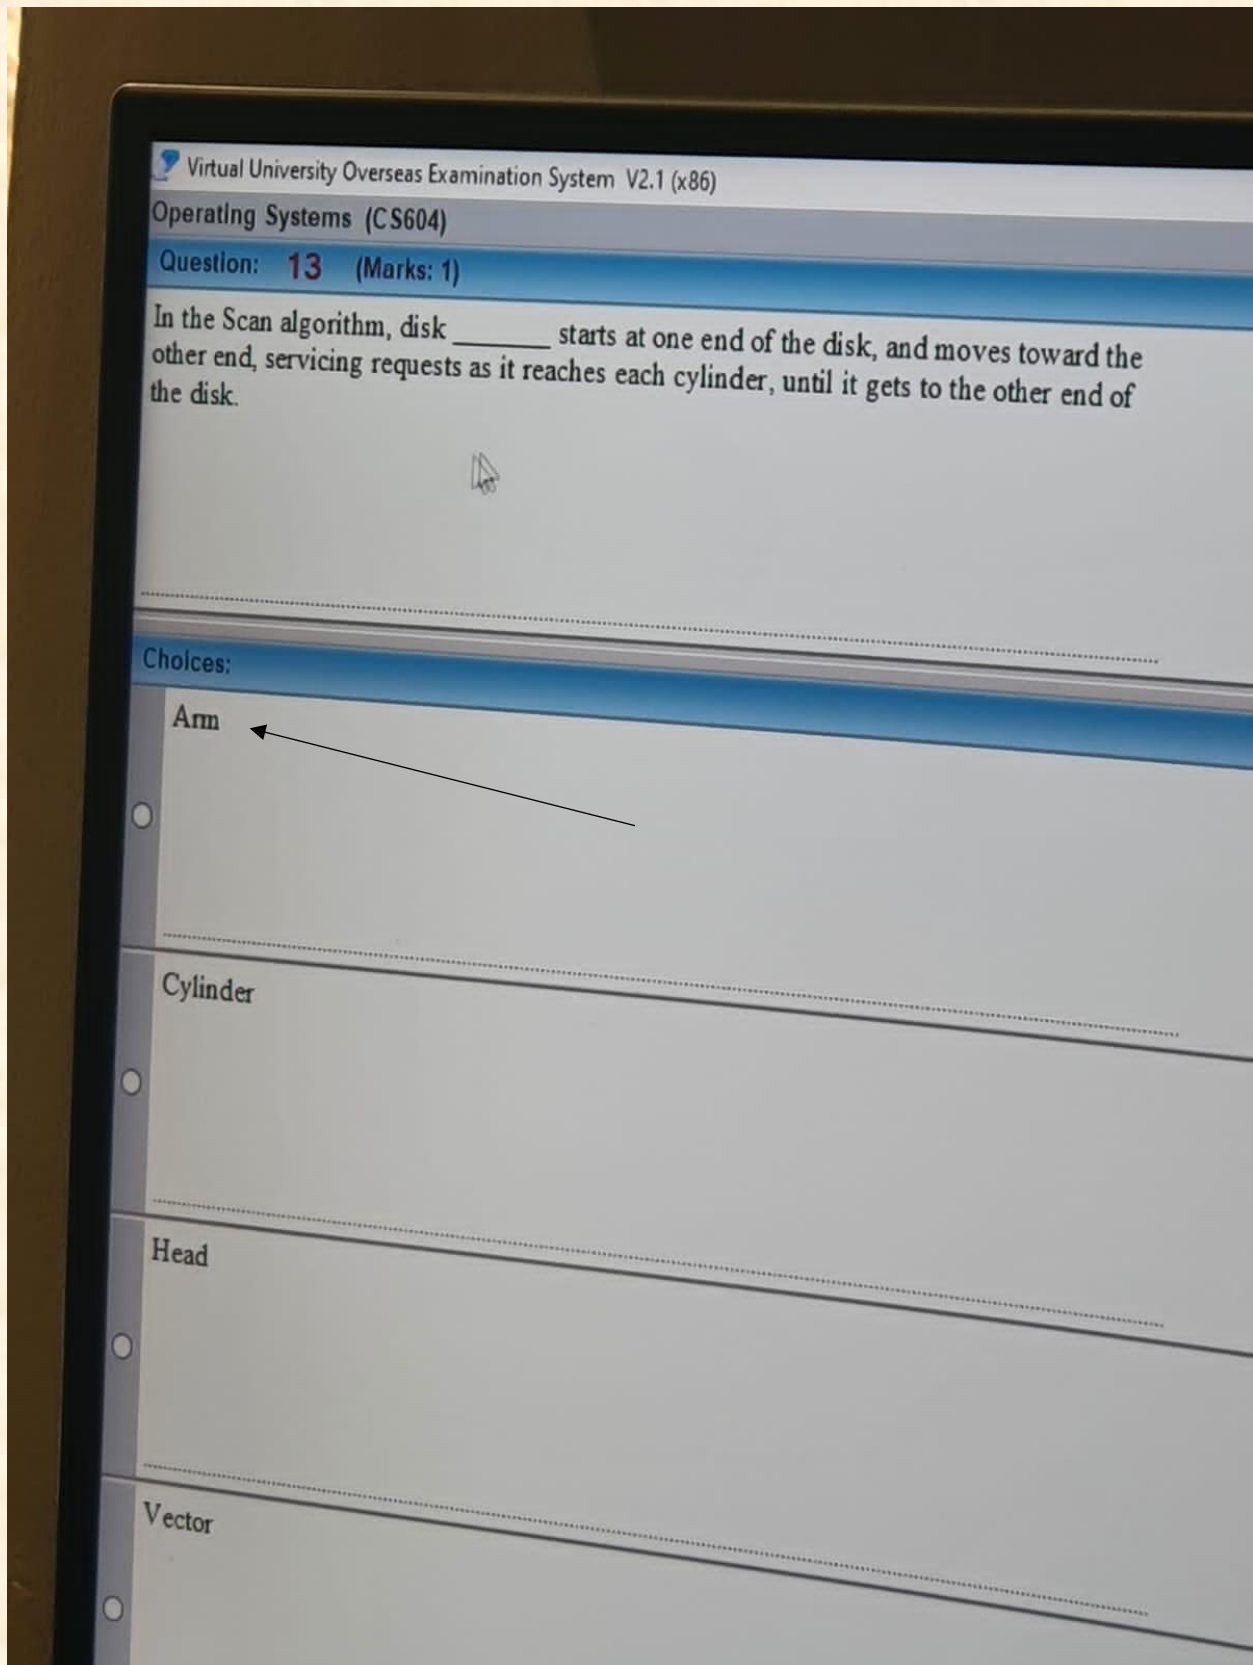 Virtual University Overseas Examination System V2.1 (x86)
Operating Systems (CS604)
Question: 13 (Marks: 1)
In the Scan algorithm, disk _______ starts at one end of the disk, and moves toward the
other end, servicing requests as it reaches each cylinder, until it gets to the other end of
the disk.
Choices:
Arm
Cylinder
Head
Vector